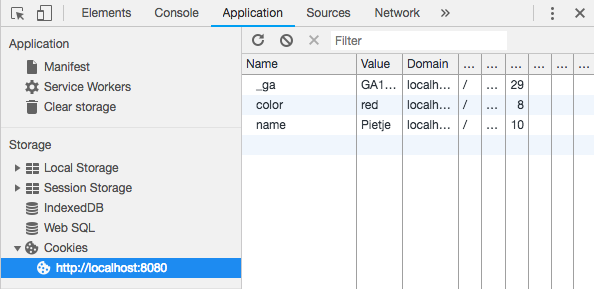 Elements Console Application Sources Network »
Application
Manifest
Service Workers
Clear storage
Storage
Local Storage
Session Storage
IndexedDB
Web SQL
Cookies
http://localhost:8080
Filter
Name Value Domain ... ... ... ... ... ...
_ga GA1... localh... / ... 29
color red localh... / ... 8
name Pietje localh... / ... 10